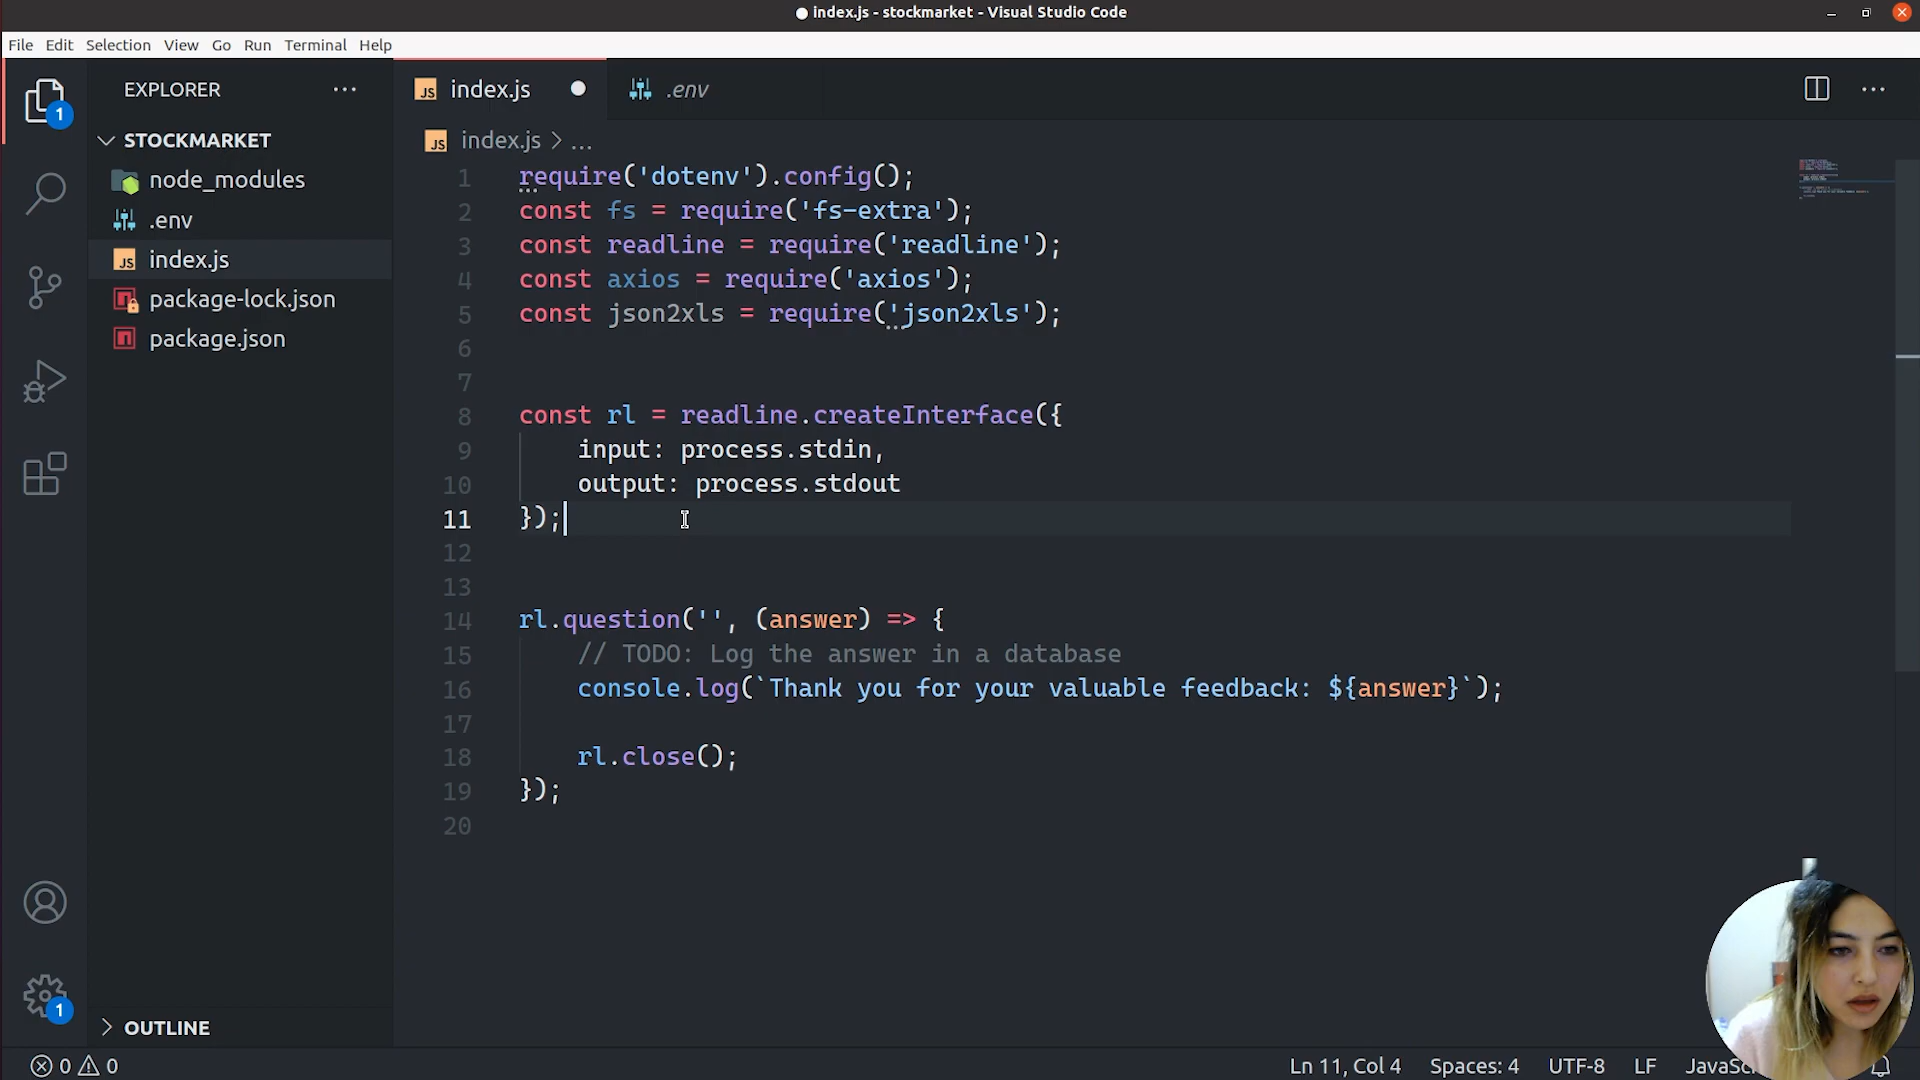 index.js - stockmarket - Visual Studio Code
File Edit Selection View Go Run Terminal Help
EXPLORER
STOCKMARKET
node_modules
.env
index.js
package-lock.json
package.json
OUTLINE
1
1
JS index.js
.env
JS index.js > ...
1 require('dotenv').config();
2 const fs = require('fs-extra');
3 const readline = require('readline');
4 const axios = require('axios');
5 const json2xls = require('json2xls');
6
7
8 const rl = readline.createInterface({
9 input: process.stdin,
10 output: process.stdout
11 });
12
13
14 rl.question('', (answer) => {
15 // TODO: Log the answer in a database
16 console.log(`Thank you for your valuable feedback: ${answer}`);
17
18 rl.close();
19 });
20
0 0
Ln 11, Col 4 Spaces: 4 UTF-8 LF